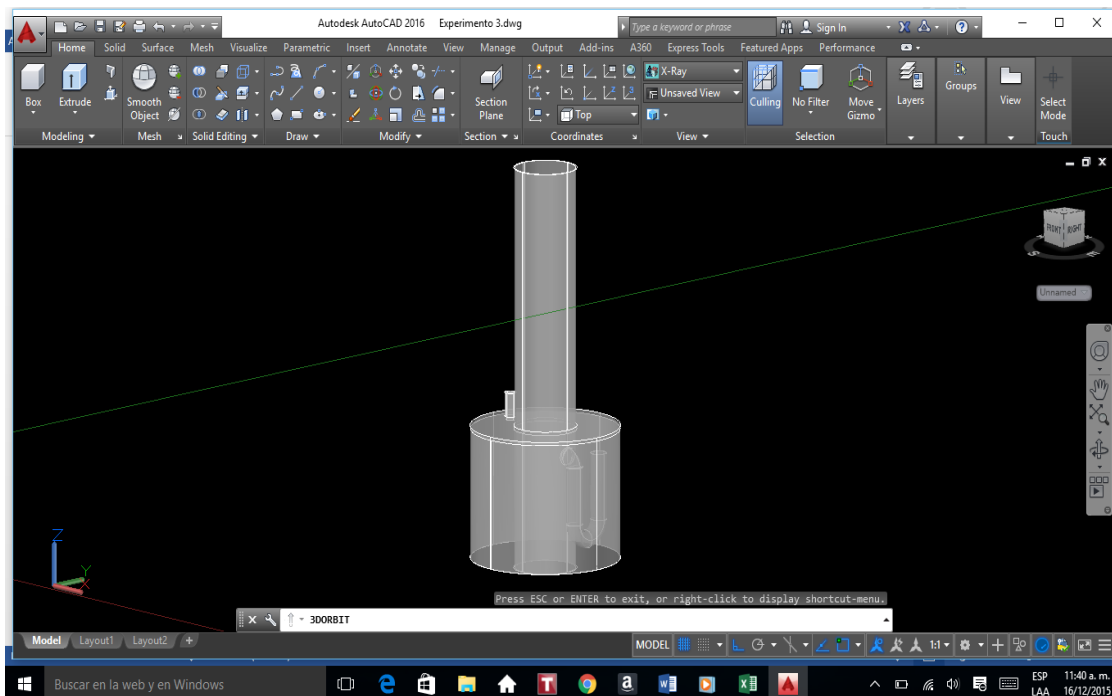 Autodesk AutoCAD 2016 Experimento 3.dwg
Type a keyword or phrase
Sign In
Home Solid Surface Mesh Visualize Parametric Insert Annotate View Manage Output Add-ins A360 Express Tools Featured Apps Performance
X-Ray
Unsaved View
Top
Box
Extrude
Smooth
Object
Section
Plane
Culling
No Filter
Move
Gizmo
Layers
Groups
View
Select
Mode
Modeling Mesh Solid Editing Draw Modify Section Coordinates View Selection Touch
FRONT RIGHT
S
E
Unnamed
Z
Y
X
Press ESC or ENTER to exit, or right-click to display shortcut-menu.
3DORBIT
Model Layout1 Layout2 +
MODEL
1:1
Buscar en la web y en Windows
ESP
LAA
11:40 a. m.